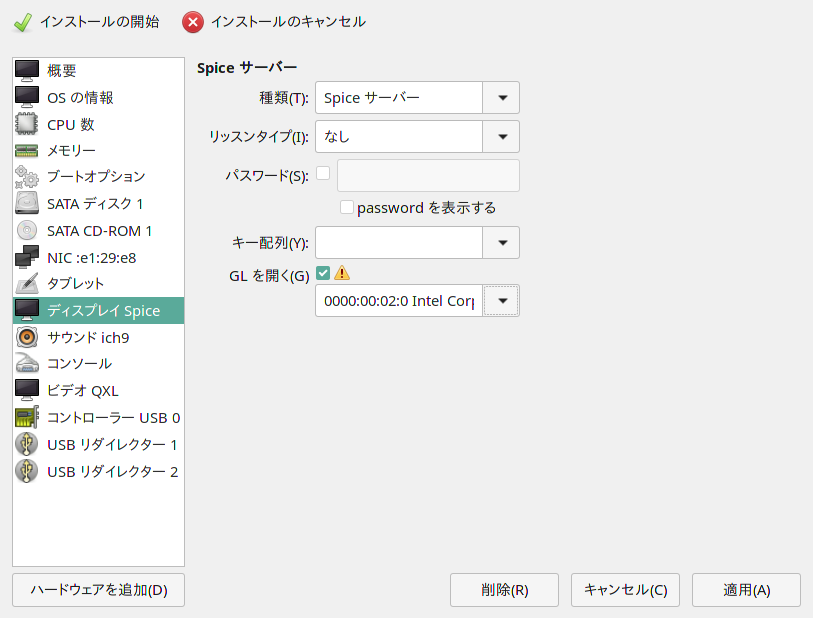 インストールの開始 インストールのキャンセル
概要
OS の情報
CPU 数
メモリー
ブートオプション
SATA ディスク 1
SATA CD-ROM 1
NIC :e1:29:e8
タブレット
ディスプレイ Spice
サウンド ich9
コンソール
ビデオ QXL
コントローラー USB 0
USB リダイレクター 1
USB リダイレクター 2
ハードウェアを追加(D)
Spice サーバー
種類(T): Spice サーバー
リッスンタイプ(I): なし
パスワード(S):
password を表示する
キー配列(Y):
GL を開く(G)
0000:00:02:0 Intel Corp
削除(R) キャンセル(C) 適用(A)